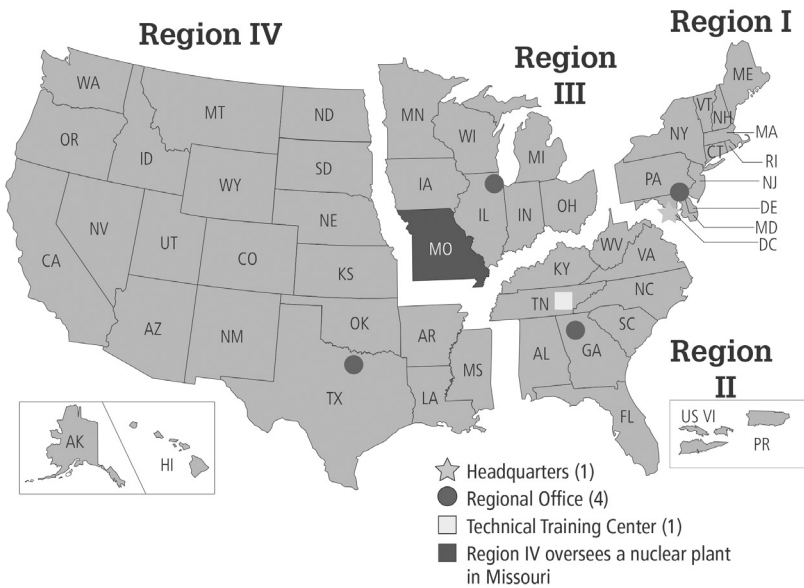 Region IV
Region I
Region
III
WA
MT
ND
MN
ME
VT
NH
OR
ID
SD
WI
MI
NY
MA
CT
RI
WY
IA
PA
NJ
NE
IL
IN
OH
DE
MD
DC
NV
UT
CO
MO
WV
VA
CA
KS
KY
NC
TN
AZ
NM
OK
AR
SC
Region
II
TX
LA
MS
AL
GA
FL
US VI
PR
AK
HI
Headquarters (1)
Regional Office (4)
Technical Training Center (1)
Region IV oversees a nuclear plant
in Missouri